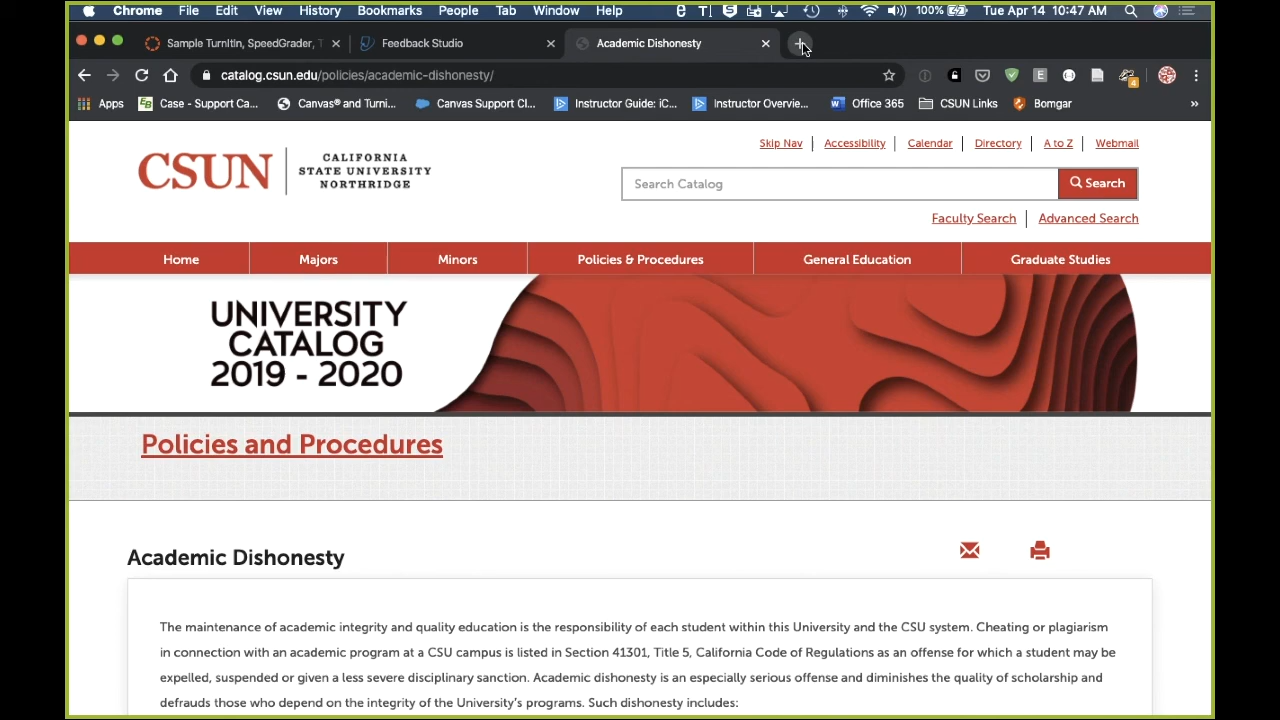 Chrome File Edit View History Bookmarks People Tab Window Help 100% Tue Apr 14 10:47 AM
Sample TurnItIn, SpeedGrader, T Feedback Studio Academic Dishonesty
catalog.csun.edu/policies/academic-dishonesty/ E 4
Apps Case - Support Ca... Canvas® and Turni... Canvas Support Cl... Instructor Guide: iC... Instructor Overvie... Office 365 CSUN Links Bomgar »
Skip Nav Accessibility Calendar Directory A to Z Webmail
CSUN CALIFORNIA
STATE UNIVERSITY
NORTHRIDGE
Search Catalog Search
Faculty Search Advanced Search
Home Majors Minors Policies & Procedures General Education Graduate Studies
UNIVERSITY
CATALOG
2019 - 2020
Policies and Procedures
Academic Dishonesty
The maintenance of academic integrity and quality education is the responsibility of each student within this University and the CSU system. Cheating or plagiarism
in connection with an academic program at a CSU campus is listed in Section 41301, Title 5, California Code of Regulations as an offense for which a student may be
expelled, suspended or given a less severe disciplinary sanction. Academic dishonesty is an especially serious offense and diminishes the quality of scholarship and
defrauds those who depend on the integrity of the University's programs. Such dishonesty includes: